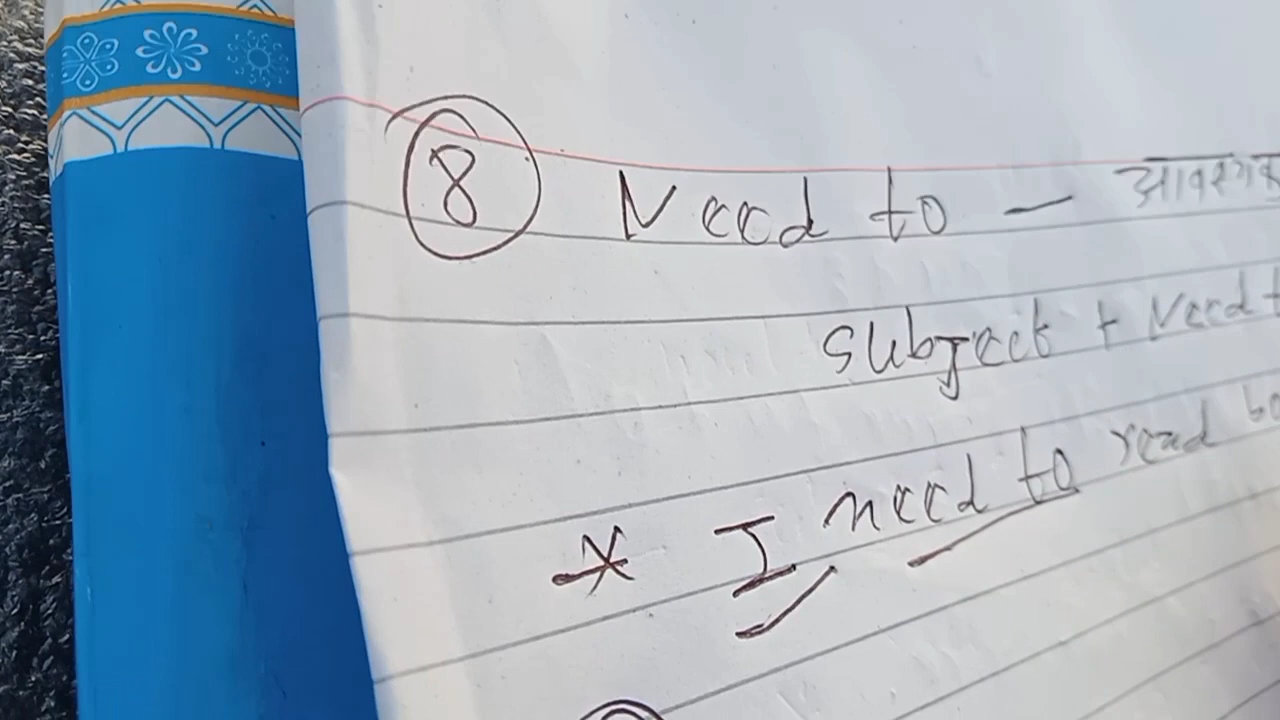 8 Need to — आवश्यक
Subject + Need t
* I need to read bo